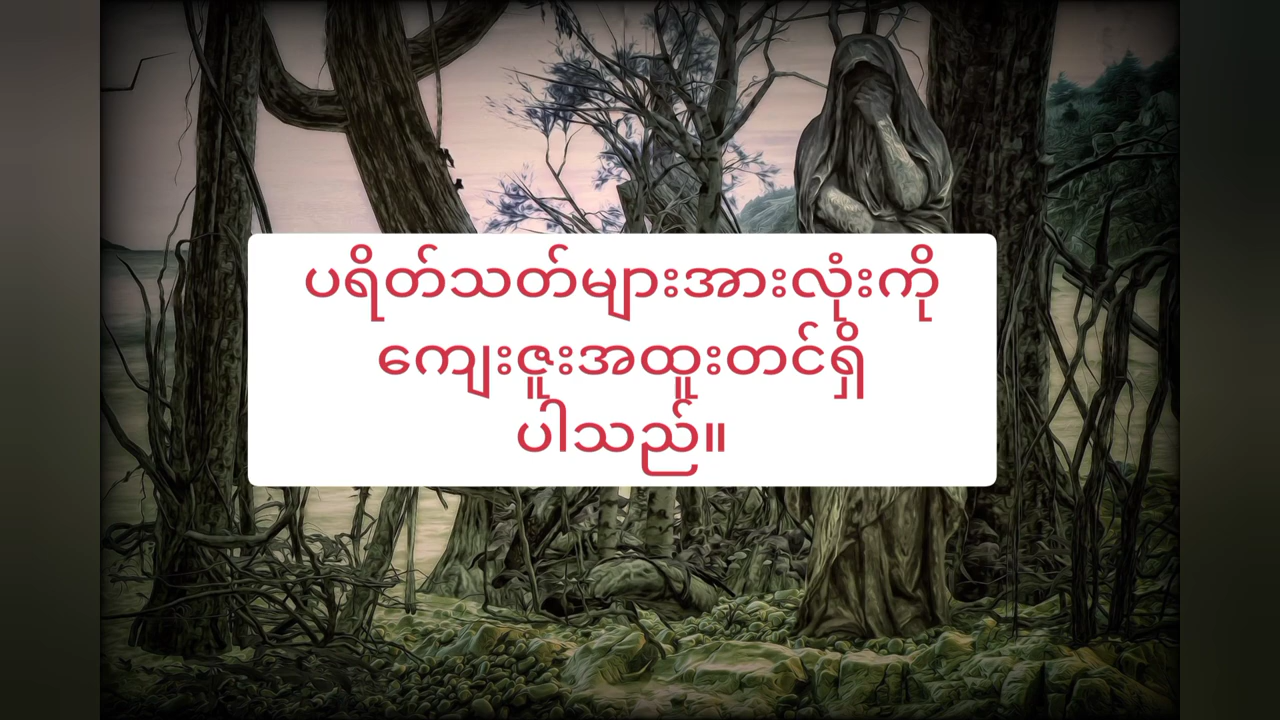 ပရိတ်သတ်များအားလုံးကို
ကျေးဇူးအထူးတင်ရှိ
ပါသည်။